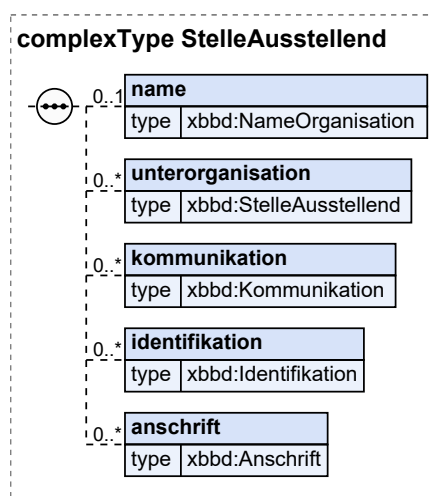 complexType StelleAusstellend
0..1 name
type xbbd:NameOrganisation
0..* unterorganisation
type xbbd:StelleAusstellend
0..* kommunikation
type xbbd:Kommunikation
0..* identifikation
type xbbd:Identifikation
0..* anschrift
type xbbd:Anschrift